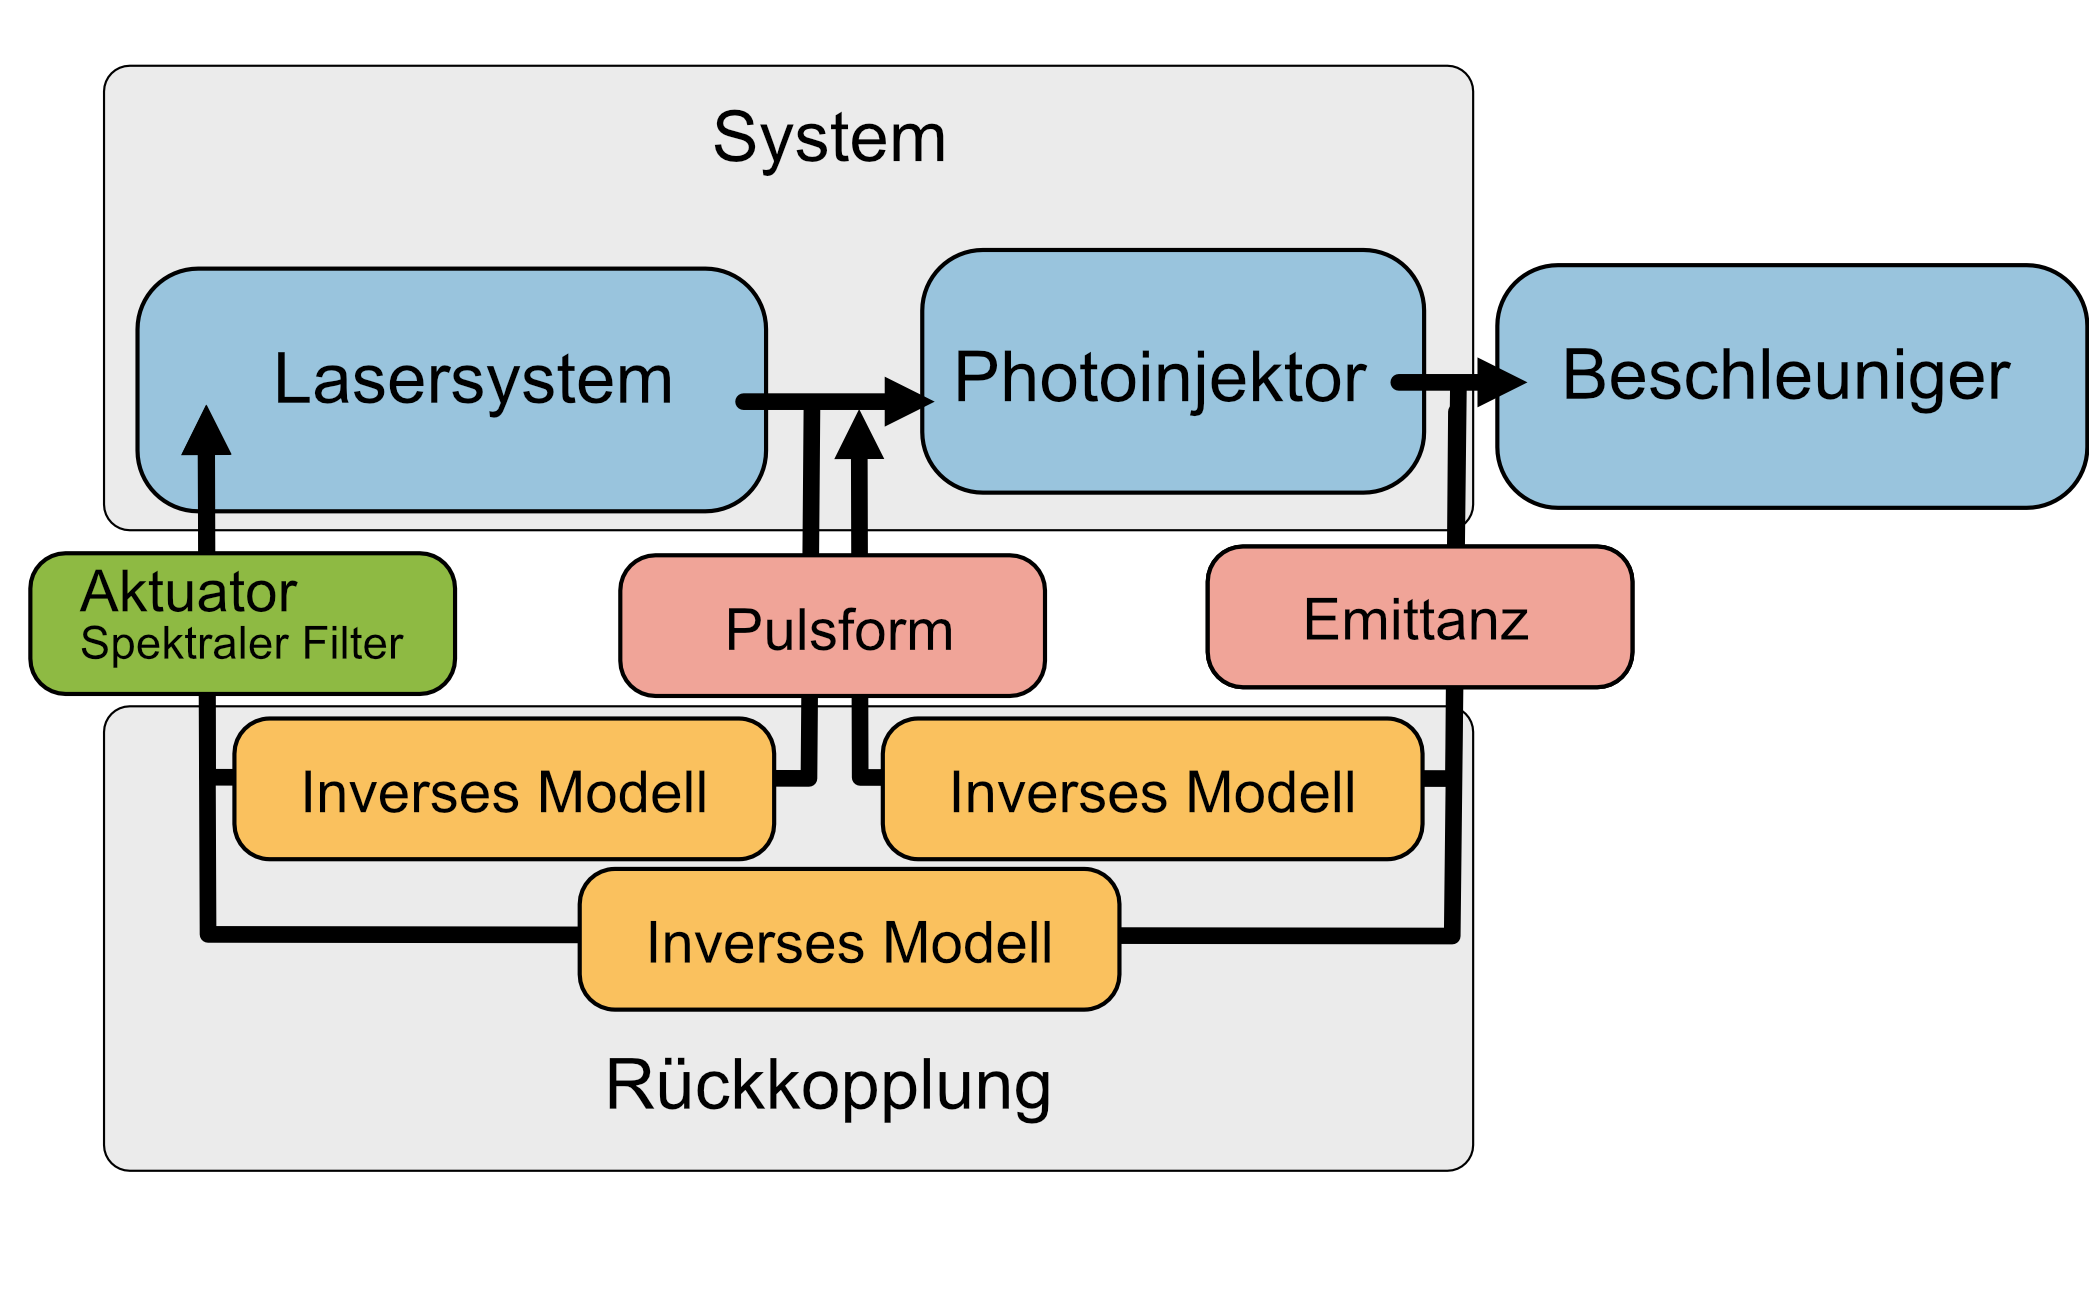 System
Lasersystem
Photoinjektor
Beschleuniger
Aktuator
Spektraler Filter
Pulsform
Emittanz
Inverses Modell
Inverses Modell
Inverses Modell
Rückkopplung